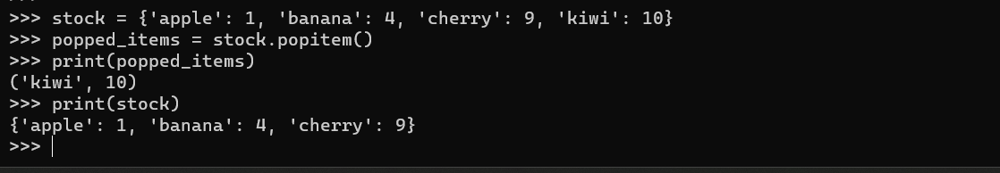 >>> stock = {'apple': 1, 'banana': 4, 'cherry': 9, 'kiwi': 10}
>>> popped_items = stock.popitem()
>>> print(popped_items)
('kiwi', 10)
>>> print(stock)
{'apple': 1, 'banana': 4, 'cherry': 9}
>>>